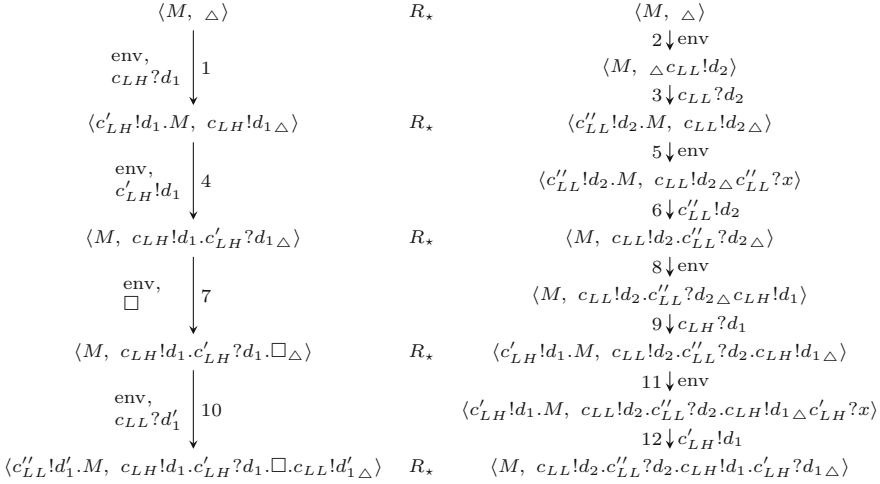 ⟨M, △⟩ R⋆ ⟨M, △⟩
env, c_{LH}?d_1 1
2 env
⟨M, △c_{LL}!d_2⟩
3 c_{LL}?d_2
⟨c'_{LH}!d_1.M, c_{LH}!d_1△⟩ R⋆ ⟨c''_{LL}!d_2.M, c_{LL}!d_2△⟩
env, c'_{LH}!d_1 4
5 env
⟨c''_{LL}!d_2.M, c_{LL}!d_2△c''_{LL}?x⟩
6 c''_{LL}!d_2
⟨M, c_{LH}!d_1.c'_{LH}?d_1△⟩ R⋆ ⟨M, c_{LL}!d_2.c''_{LL}?d_2△⟩
env, □ 7
8 env
⟨M, c_{LL}!d_2.c''_{LL}?d_2△c_{LH}!d_1⟩
9 c_{LH}?d_1
⟨M, c_{LH}!d_1.c'_{LH}?d_1.□△⟩ R⋆ ⟨c'_{LH}!d_1.M, c_{LL}!d_2.c''_{LL}?d_2.c_{LH}!d_1△⟩
env, c_{LL}?d'_1 10
11 env
⟨c'_{LH}!d_1.M, c_{LL}!d_2.c''_{LL}?d_2.c_{LH}!d_1△c'_{LH}?x⟩
12 c'_{LH}!d_1
⟨c''_{LL}!d'_1.M, c_{LH}!d_1.c'_{LH}?d_1.□.c_{LL}!d'_1△⟩ R⋆ ⟨M, c_{LL}!d_2.c''_{LL}?d_2.c_{LH}!d_1.c'_{LH}?d_1△⟩